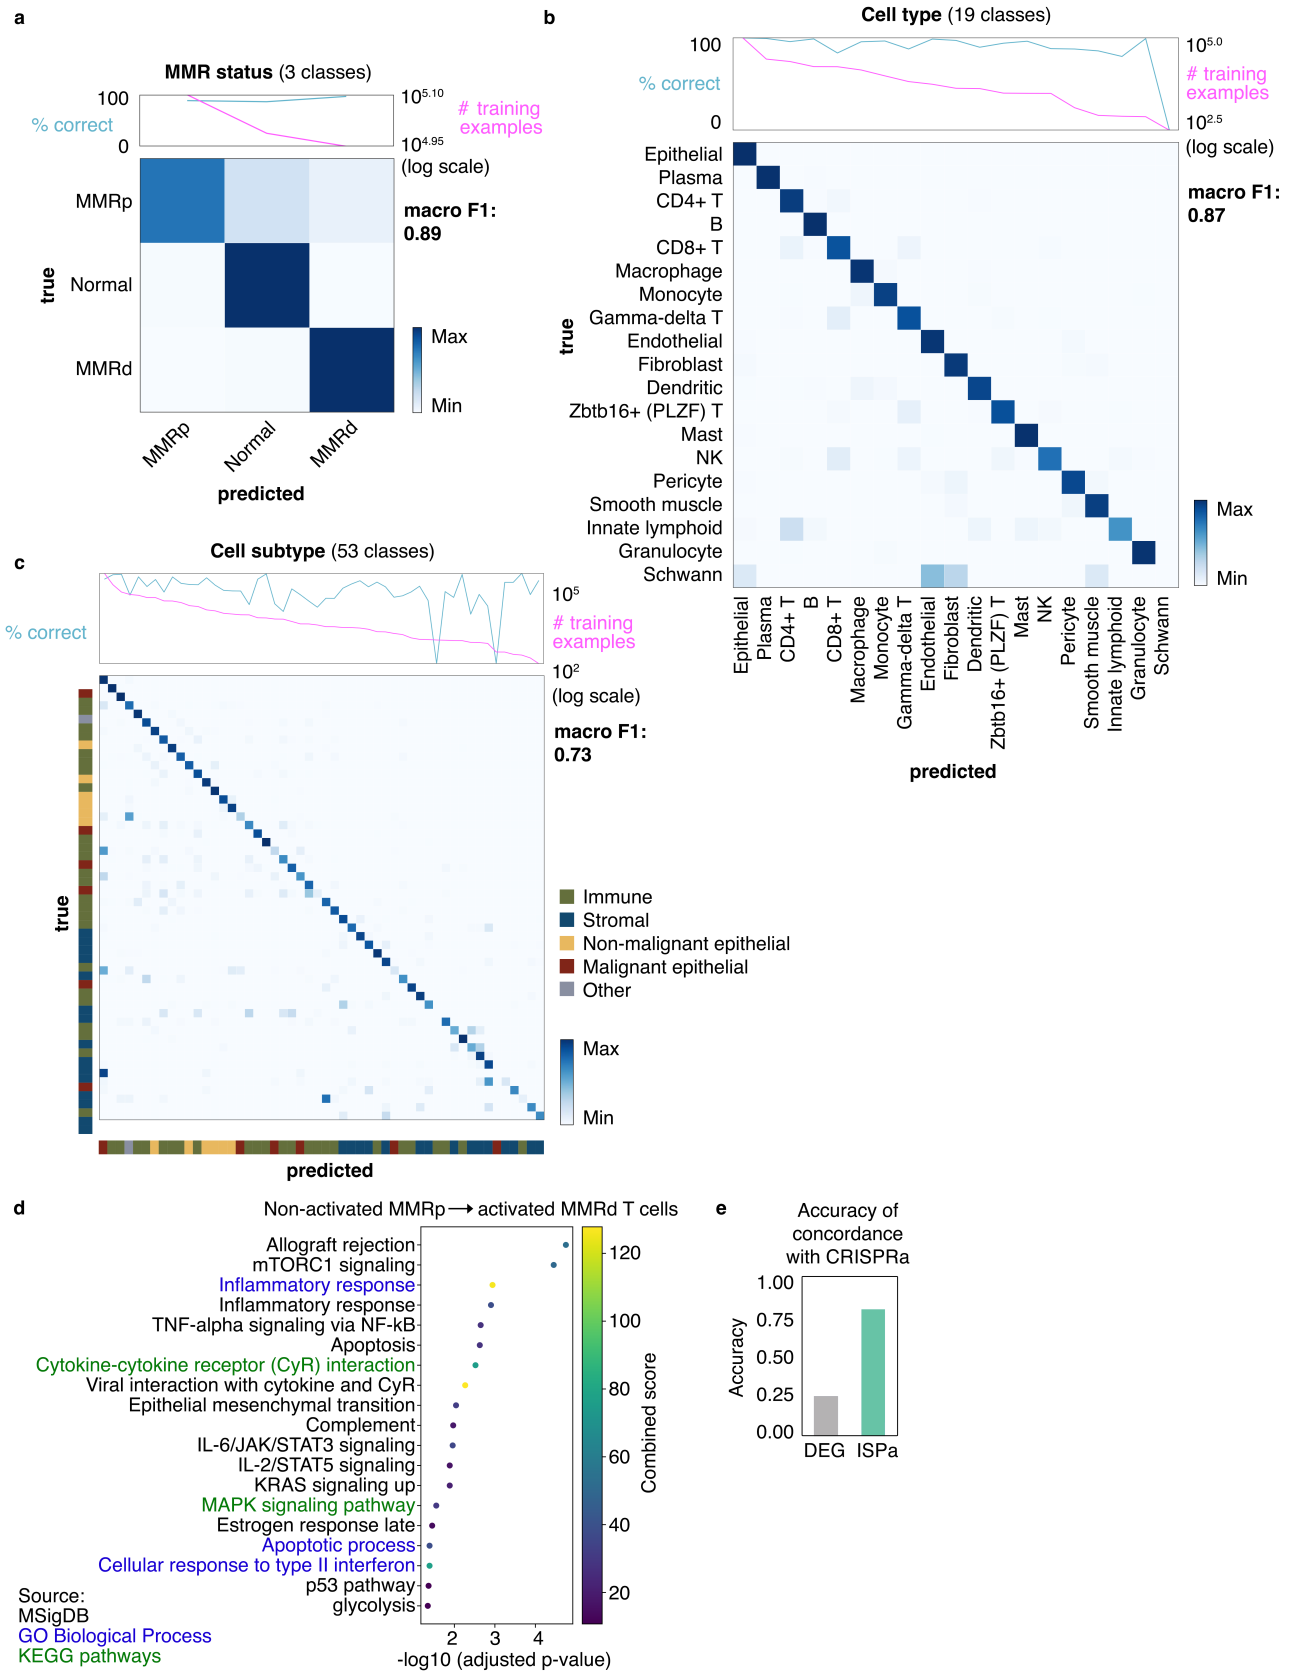 a
MMR status (3 classes)
100
0
% correct
10^5.10
10^4.95
# training
examples
(log scale)
macro F1:
0.89
MMRp
Normal
MMRd
true
MMRp
Normal
MMRd
predicted
Max
Min
b
Cell type (19 classes)
100
0
% correct
10^5.0
# training
examples
10^2.5
(log scale)
macro F1:
0.87
Epithelial
Plasma
CD4+ T
B
CD8+ T
Macrophage
Monocyte
Gamma-delta T
Endothelial
Fibroblast
Dendritic
Zbtb16+ (PLZF) T
Mast
NK
Pericyte
Smooth muscle
Innate lymphoid
Granulocyte
Schwann
true
Epithelial
Plasma
CD4+ T
B
CD8+ T
Macrophage
Monocyte
Gamma-delta T
Endothelial
Fibroblast
Dendritic
Zbtb16+ (PLZF) T
Mast
NK
Pericyte
Smooth muscle
Innate lymphoid
Granulocyte
Schwann
predicted
Max
Min
c
Cell subtype (53 classes)
% correct
10^5
# training
examples
10^2
(log scale)
macro F1:
0.73
true
predicted
Immune
Stromal
Non-malignant epithelial
Malignant epithelial
Other
Max
Min
d
Non-activated MMRp → activated MMRd T cells
Allograft rejection
mTORC1 signaling
Inflammatory response
Inflammatory response
TNF-alpha signaling via NF-kB
Apoptosis
Cytokine-cytokine receptor (CyR) interaction
Viral interaction with cytokine and CyR
Epithelial mesenchymal transition
Complement
IL-6/JAK/STAT3 signaling
IL-2/STAT5 signaling
KRAS signaling up
MAPK signaling pathway
Estrogen response late
Apoptotic process
Cellular response to type II interferon
p53 pathway
glycolysis
2 3 4
-log10 (adjusted p-value)
120
100
80
60
40
20
Combined score
Source:
MSigDB
GO Biological Process
KEGG pathways
e
Accuracy of
concordance
with CRISPRa
1.00
0.75
0.50
0.25
0.00
Accuracy
DEG ISPa